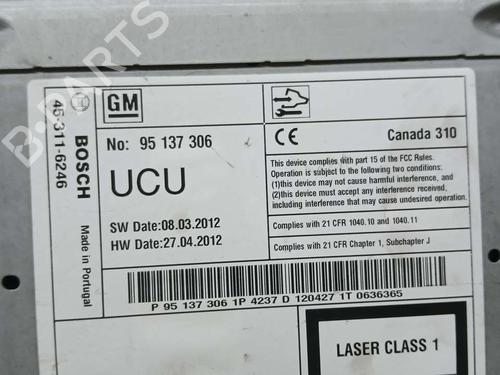 GM
No: 95 137 306
UCU
SW Date:08.03.2012
HW Date:27.04.2012
BOSCH
Made in Portugal
45-311-6246
CE
Canada 310
This device complies with part 15 of the FCC Rules.
Operation is subject to the following two conditions:
(1)this device may not cause harmful interference, and
(2)this device must accept any interference received,
including interference that may cause undesired operation.
Complies with 21 CFR 1040.10 and 1040.11
Complies with 21 CFR Chapter 1, Subchapter J
P 95 137 306 1P 4237 D 120427 1T 0636365
LASER CLASS 1
B-PARTS